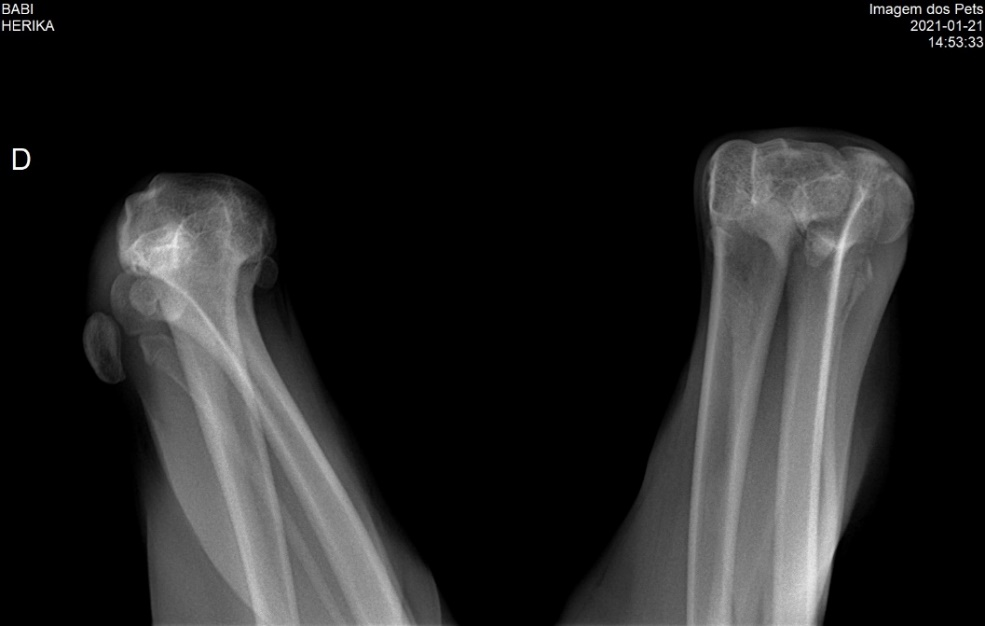 BABI
HERIKA
Imagem dos Pets
2021-01-21
14:53:33
D